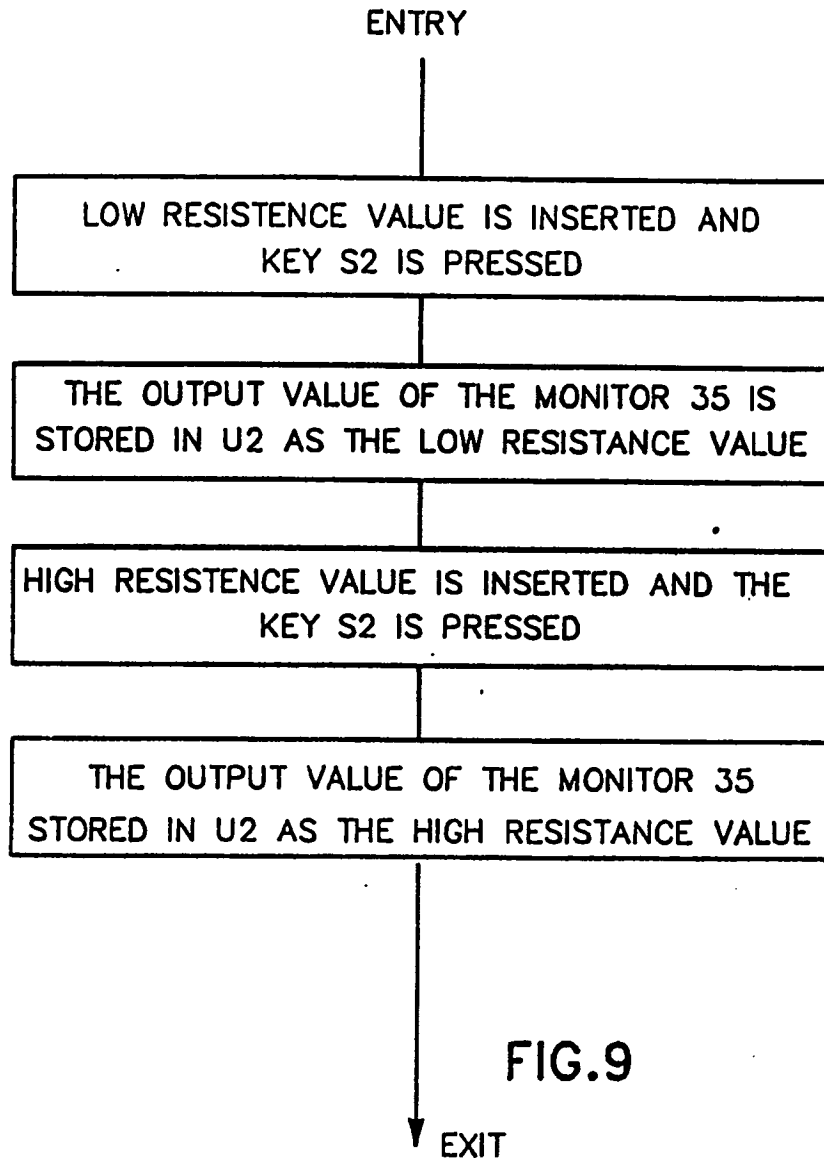 ENTRY
LOW RESISTENCE VALUE IS INSERTED AND
KEY S2 IS PRESSED
THE OUTPUT VALUE OF THE MONITOR 35 IS
STORED IN U2 AS THE LOW RESISTANCE VALUE
HIGH RESISTENCE VALUE IS INSERTED AND THE
KEY S2 IS PRESSED
THE OUTPUT VALUE OF THE MONITOR 35
STORED IN U2 AS THE HIGH RESISTANCE VALUE
FIG.9
EXIT